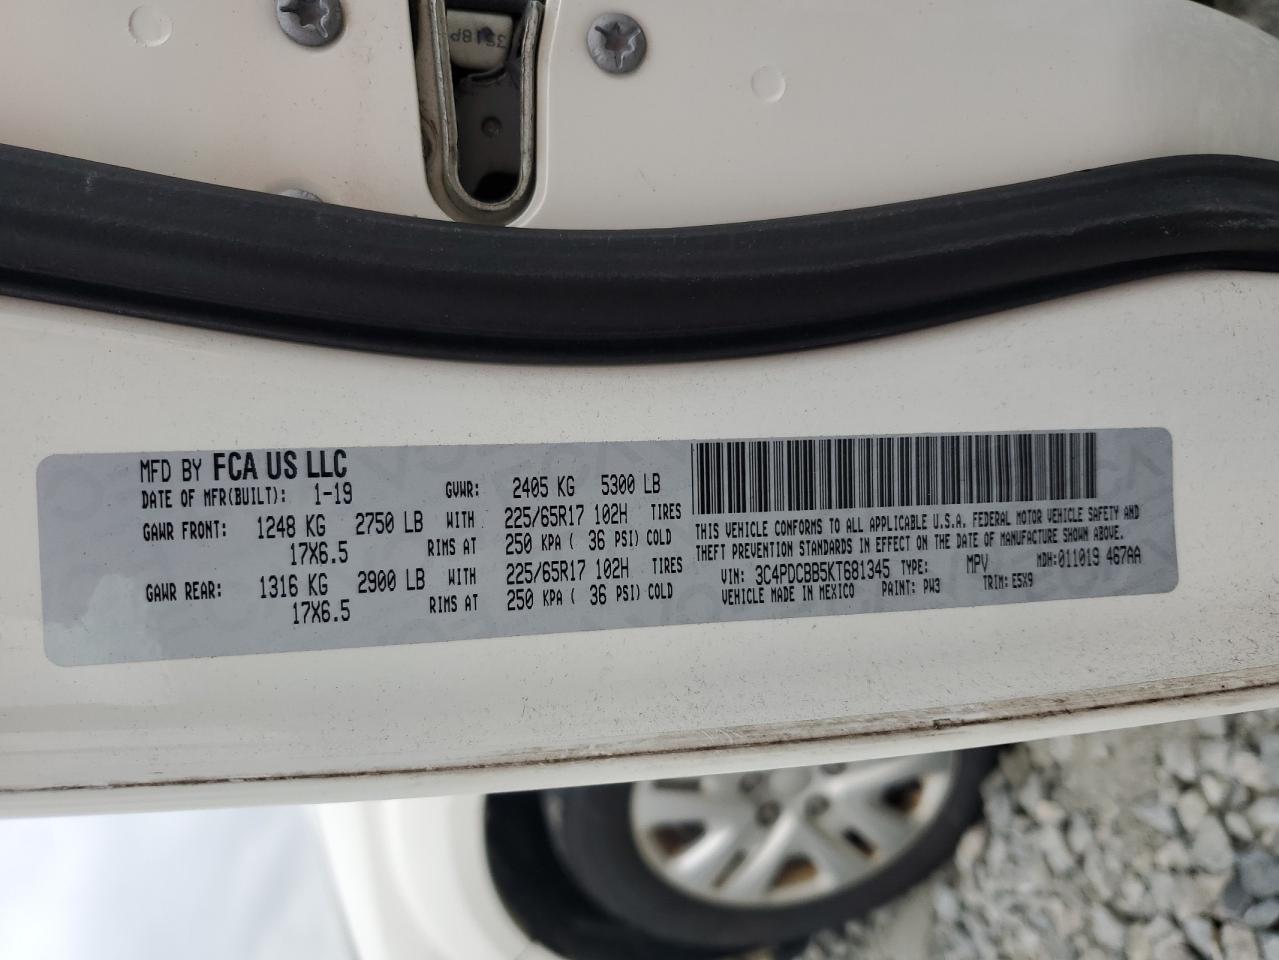 3518P
MFD BY FCA US LLC
DATE OF MFR(BUILT): 1-19 GVWR: 2405 KG 5300 LB
GAWR FRONT: 1248 KG 2750 LB WITH 225/65R17 102H TIRES
17X6.5 RIMS AT 250 KPA ( 36 PSI) COLD
GAWR REAR: 1316 KG 2900 LB WITH 225/65R17 102H TIRES
17X6.5 RIMS AT 250 KPA ( 36 PSI) COLD
THIS VEHICLE CONFORMS TO ALL APPLICABLE U.S.A. FEDERAL MOTOR VEHICLE SAFETY AND
THEFT PREVENTION STANDARDS IN EFFECT ON THE DATE OF MANUFACTURE SHOWN ABOVE.
VIN: 3C4PDCBB5KT681345 TYPE: MPV MDH:011019 467AA
VEHICLE MADE IN MEXICO PAINT: PW3 TRIM: E5X9